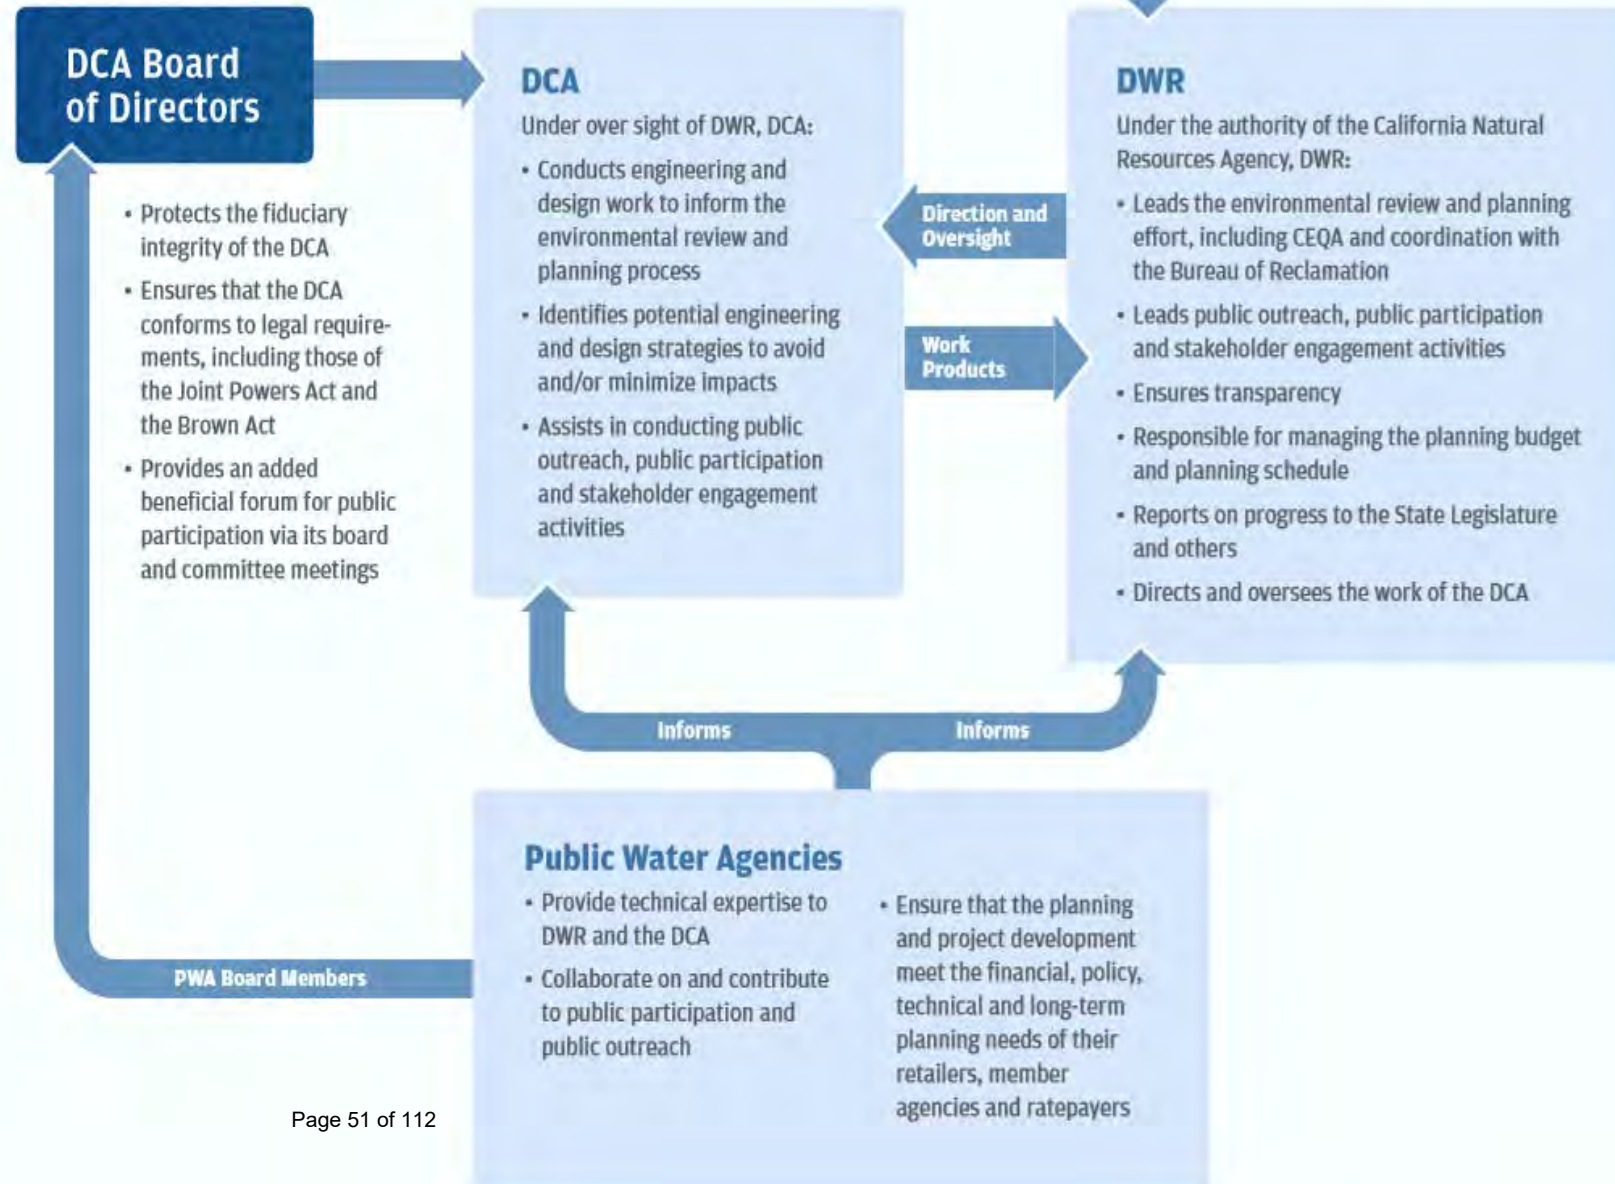 DCA Board
of Directors
• Protects the fiduciary
integrity of the DCA
• Ensures that the DCA
conforms to legal require-
ments, including those of
the Joint Powers Act and
the Brown Act
• Provides an added
beneficial forum for public
participation via its board
and committee meetings
DCA
Under over sight of DWR, DCA:
• Conducts engineering and
design work to inform the
environmental review and
planning process
• Identifies potential engineering
and design strategies to avoid
and/or minimize impacts
• Assists in conducting public
outreach, public participation
and stakeholder engagement
activities
Direction and
Oversight
Work
Products
DWR
Under the authority of the California Natural
Resources Agency, DWR:
• Leads the environmental review and planning
effort, including CEQA and coordination with
the Bureau of Reclamation
• Leads public outreach, public participation
and stakeholder engagement activities
• Ensures transparency
• Responsible for managing the planning budget
and planning schedule
• Reports on progress to the State Legislature
and others
• Directs and oversees the work of the DCA
Informs
Informs
Public Water Agencies
• Provide technical expertise to
DWR and the DCA
• Collaborate on and contribute
to public participation and
public outreach
• Ensure that the planning
and project development
meet the financial, policy,
technical and long-term
planning needs of their
retailers, member
agencies and ratepayers
PWA Board Members
Page 51 of 112